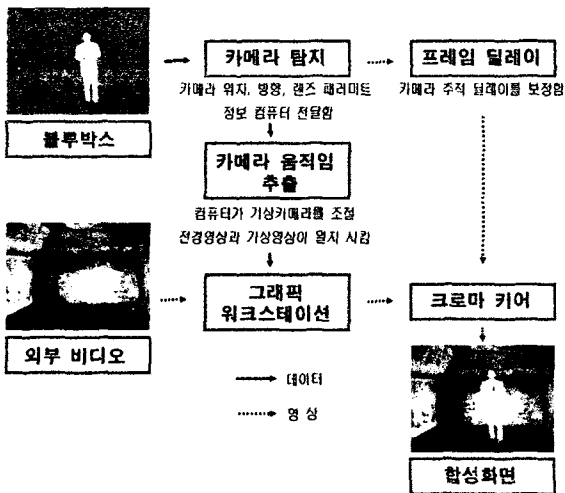 카메라 탐지
프레임 딜레이
카메라 위치, 방향, 렌즈 패러미트
정보 컴퓨터 전달함
카메라 추적 딜레이를 보정함
블루박스
카메라 움직임
추출
컴퓨터가 가상카메라를 조절
전경영상과 가상영상이 일치 시킴
그래픽
워크스테이션
크로마 키어
외부 비디오
데이터
영 상
합성화면